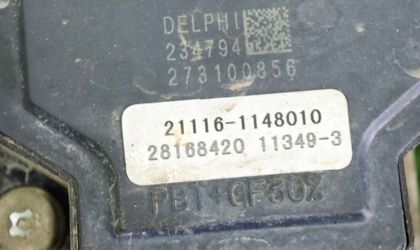 DELPHI
234794
273100856
21116-1148010
28168420 11349-3
PBT+GF30%